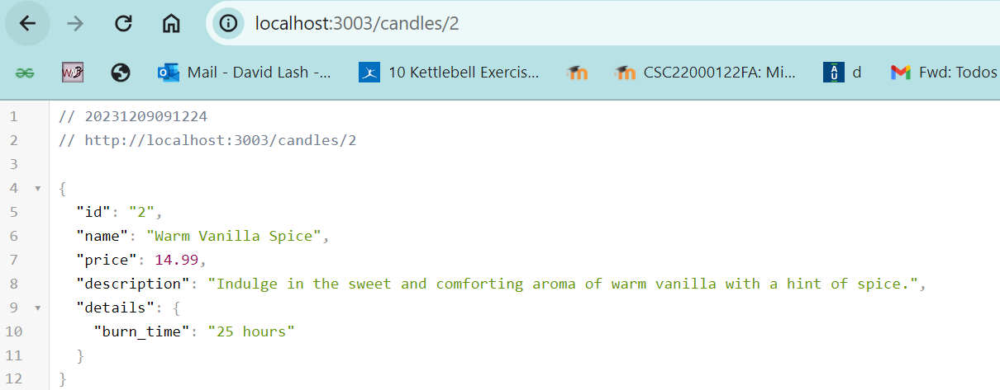 localhost:3003/candles/2
Mail - David Lash -... 10 Kettlebell Exercis... CSC22000122FA: Mi... d Fwd: Todos
1 // 20231209091224
2 // http://localhost:3003/candles/2
3
4 {
5 "id": "2",
6 "name": "Warm Vanilla Spice",
7 "price": 14.99,
8 "description": "Indulge in the sweet and comforting aroma of warm vanilla with a hint of spice.",
9 "details": {
10 "burn_time": "25 hours"
11 }
12 }